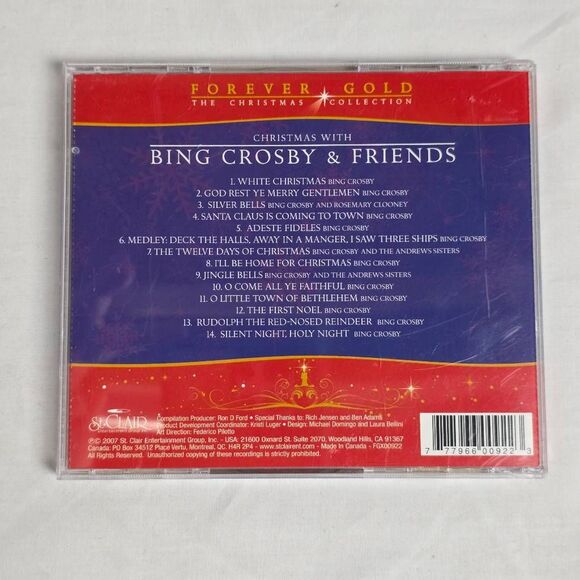 FOREVER GOLD
THE CHRISTMAS COLLECTION
CHRISTMAS WITH
BING CROSBY & FRIENDS
1. WHITE CHRISTMAS BING CROSBY
2. GOD REST YE MERRY GENTLEMEN BING CROSBY
3. SILVER BELLS BING CROSBY AND ROSEMARY CLOONEY
4. SANTA CLAUS IS COMING TO TOWN BING CROSBY
5. ADESTE FIDELES BING CROSBY
6. MEDLEY: DECK THE HALLS, AWAY IN A MANGER, I SAW THREE SHIPS BING CROSBY
7. THE TWELVE DAYS OF CHRISTMAS BING CROSBY AND THE ANDREWS SISTERS
8. I'LL BE HOME FOR CHRISTMAS BING CROSBY
9. JINGLE BELLS BING CROSBY AND THE ANDREWS SISTERS
10. O COME ALL YE FAITHFUL BING CROSBY
11. O LITTLE TOWN OF BETHLEHEM BING CROSBY
12. THE FIRST NOEL BING CROSBY
13. RUDOLPH THE RED-NOSED REINDEER BING CROSBY
14. SILENT NIGHT, HOLY NIGHT BING CROSBY
St.CLAIR
Compilation Producer: Ron D Ford • Special Thanks to: Rich Jensen and Ben Adams
Product Development Coordinator: Kristi Luger • Design: Michael Domingo and Laura Bellini
Art Direction: Federico Pilotto
℗© 2007 St. Clair Entertainment Group, Inc. - USA: 21600 Oxnard St. Suite 2070, Woodland Hills, CA 91367
Canada: PO Box 34512 Place Vertu, Montreal, QC. H4R 2P4 - www.stclairent.com - Made In Canada - FGX00922
All Rights Reserved. Unauthorized copying of these recordings is strictly prohibited.
7 77966 00922 3